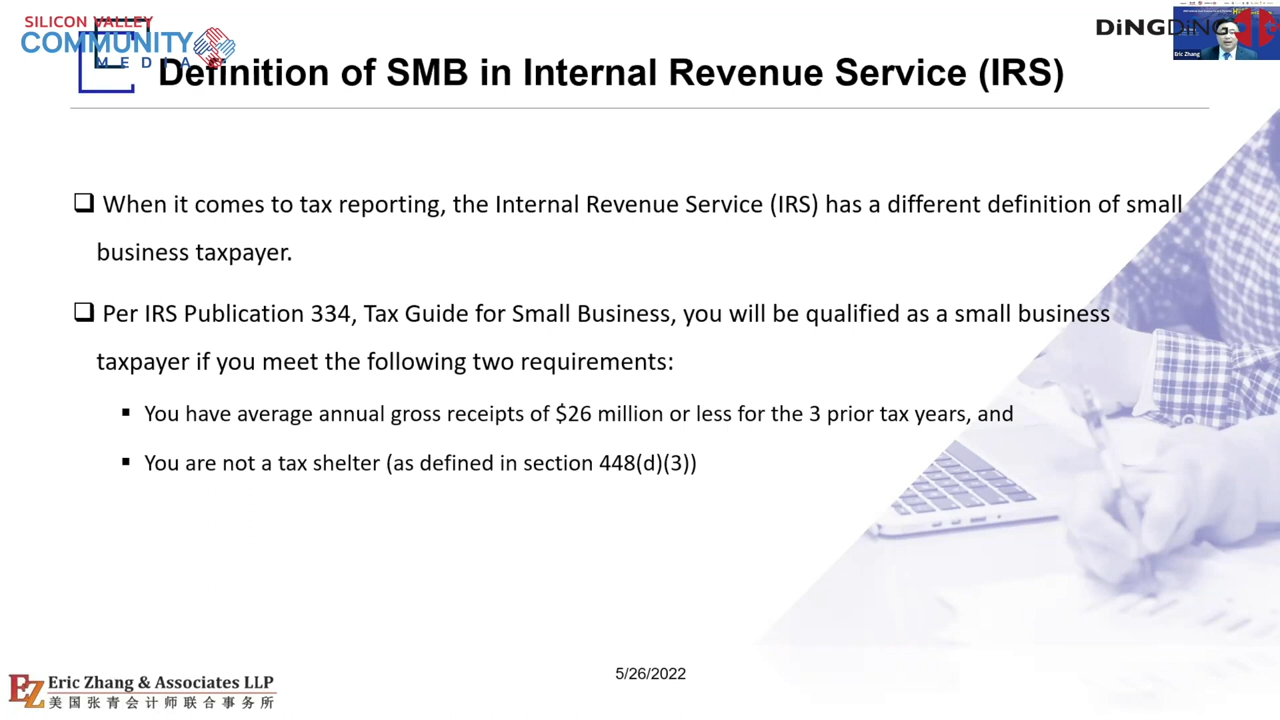 SILICON VALLEY
COMMUNITY
MEDIA
DiNGDiNG
Eric Zhang
Definition of SMB in Internal Revenue Service (IRS)
When it comes to tax reporting, the Internal Revenue Service (IRS) has a different definition of small
business taxpayer.
Per IRS Publication 334, Tax Guide for Small Business, you will be qualified as a small business
taxpayer if you meet the following two requirements:
You have average annual gross receipts of $26 million or less for the 3 prior tax years, and
You are not a tax shelter (as defined in section 448(d)(3))
5/26/2022
EZ Eric Zhang & Associates LLP
美国张青会计师联合事务所